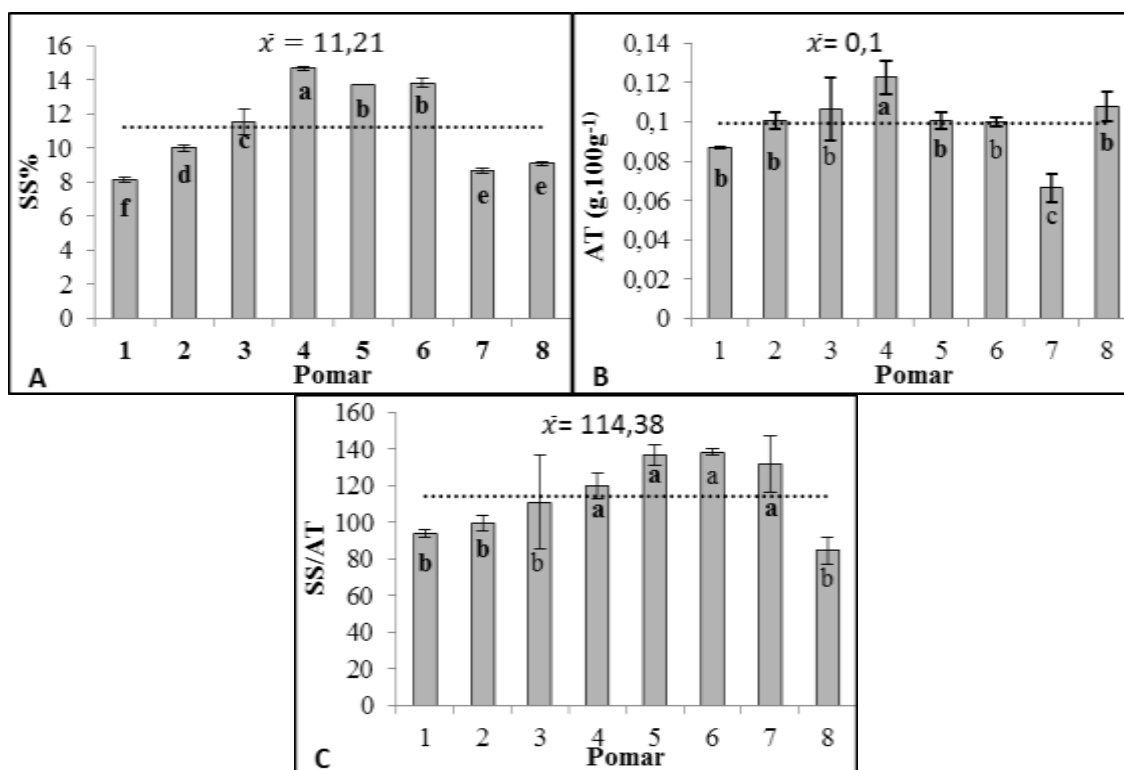 x̄ = 11,21
16
14
12
10
8
6
4
2
0
SS%
f
d
c
a
b
b
e
e
1 2 3 4 5 6 7 8
Pomar
A
x̄= 0,1
0,14
0,12
0,1
0,08
0,06
0,04
0,02
0
AT (g.100g⁻¹)
b
b
b
a
b
b
c
b
1 2 3 4 5 6 7 8
Pomar
B
x̄= 114,38
160
140
120
100
80
60
40
20
0
SS/AT
b
b
b
a
a
a
a
b
1 2 3 4 5 6 7 8
Pomar
C